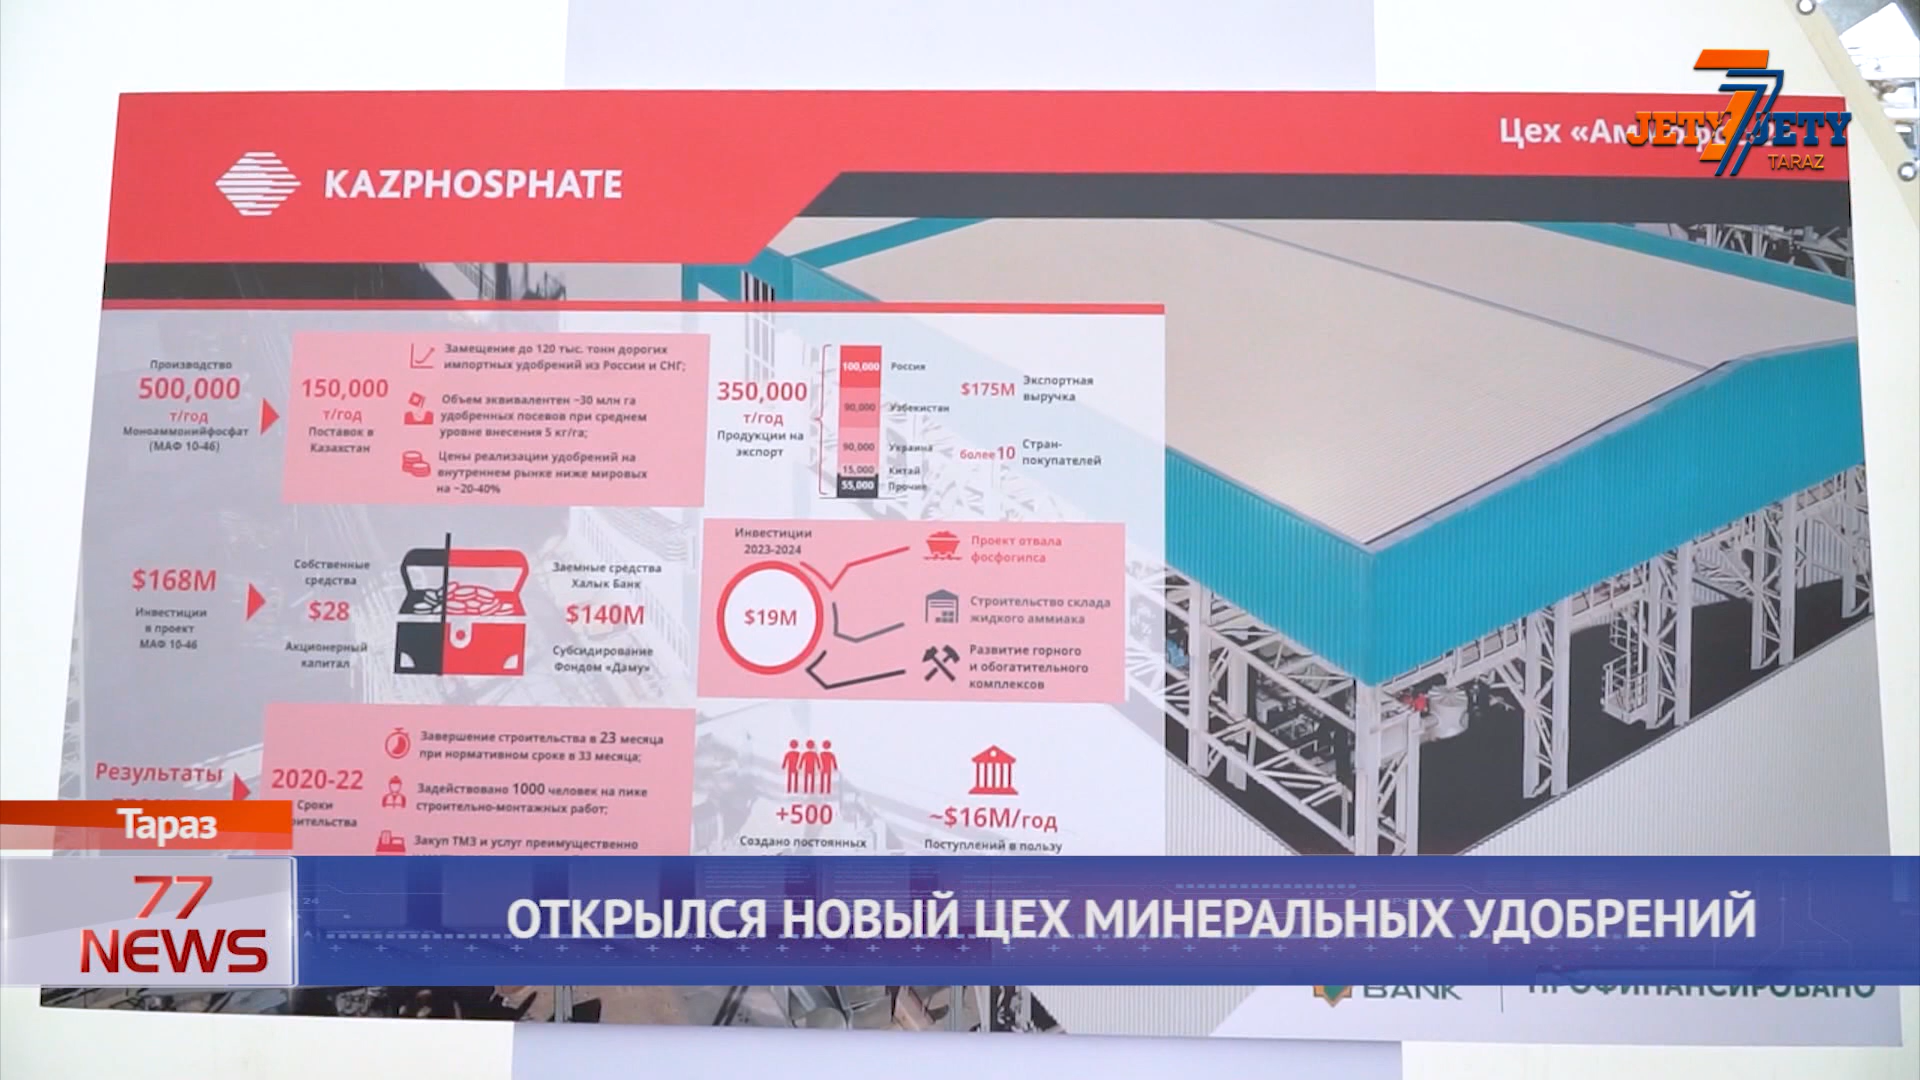 Цех
JETY 7 JETY
TARAZ
KAZPHOSPHATE
Производство
500,000
т/год
Моноаммонийфосфат
(МАФ 10-46)
150,000
т/год
Поставок в
Казахстан
Замещение до 120 тыс. тонн дорогих
импортных удобрений из России и СНГ;
Объем эквивалентен ~30 млн га
удобренных посевов при среднем
уровне внесения 5 кг/га;
Цены реализации удобрений на
внутреннем рынке ниже мировых
на ~20-40%
350,000
т/год
Продукции на
экспорт
100,000 Россия
90,000 Узбекистан
90,000 Украина
15,000 Китай
55,000 Прочие
$175M Экспортная
выручка
более 10 Стран-
покупателей
$168M
Инвестиции
в проект
МАФ 10-46
Собственные
средства
$28
Акционерный
капитал
Заемные средства
Халык Банк
$140M
Субсидирование
Фондом «Даму»
Инвестиции
2023-2024
$19M
Проект отвала
фосфогипса
Строительство склада
жидкого аммиака
Развитие горного
и обогатительного
комплексов
Результаты
2020-22
Сроки
Завершение строительства в 23 месяца
при нормативном сроке в 33 месяца;
Задействовано 1000 человек на пике
строительно-монтажных работ;
Закуп ТМЗ и услуг преимущественно
+500
Создано постоянных
~$16M/год
Поступлений в пользу
Тараз
77
NEWS
ОТКРЫЛСЯ НОВЫЙ ЦЕХ МИНЕРАЛЬНЫХ УДОБРЕНИЙ
BANK
ПРОФИНАНСИРОВАНО